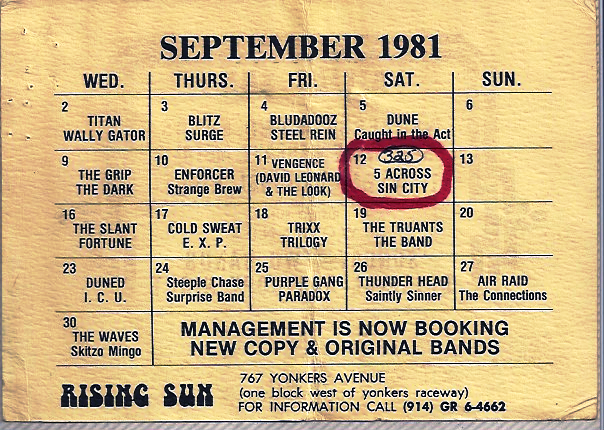 SEPTEMBER 1981
WED. THURS. FRI. SAT. SUN.
2 TITAN
WALLY GATOR
3 BLITZ
SURGE
4 BLUDADOOZ
STEEL REIN
5 DUNE
Caught in the Act
6
9 THE GRIP
THE DARK
10 ENFORCER
Strange Brew
11 VENGENCE
(DAVID LEONARD
& THE LOOK)
12 325
5 ACROSS
SIN CITY
13
16 THE SLANT
FORTUNE
17 COLD SWEAT
E. X. P.
18 TRIXX
TRILOGY
19 THE TRUANTS
THE BAND
20
23 DUNED
I. C. U.
24 Steeple Chase
Surprise Band
25 PURPLE GANG
PARADOX
26 THUNDER HEAD
Saintly Sinner
27 AIR RAID
The Connections
30 THE WAVES
Skitzo Mingo
MANAGEMENT IS NOW BOOKING
NEW COPY & ORIGINAL BANDS
RISING SUN
767 YONKERS AVENUE
(one block west of yonkers raceway)
FOR INFORMATION CALL (914) GR 6-4662